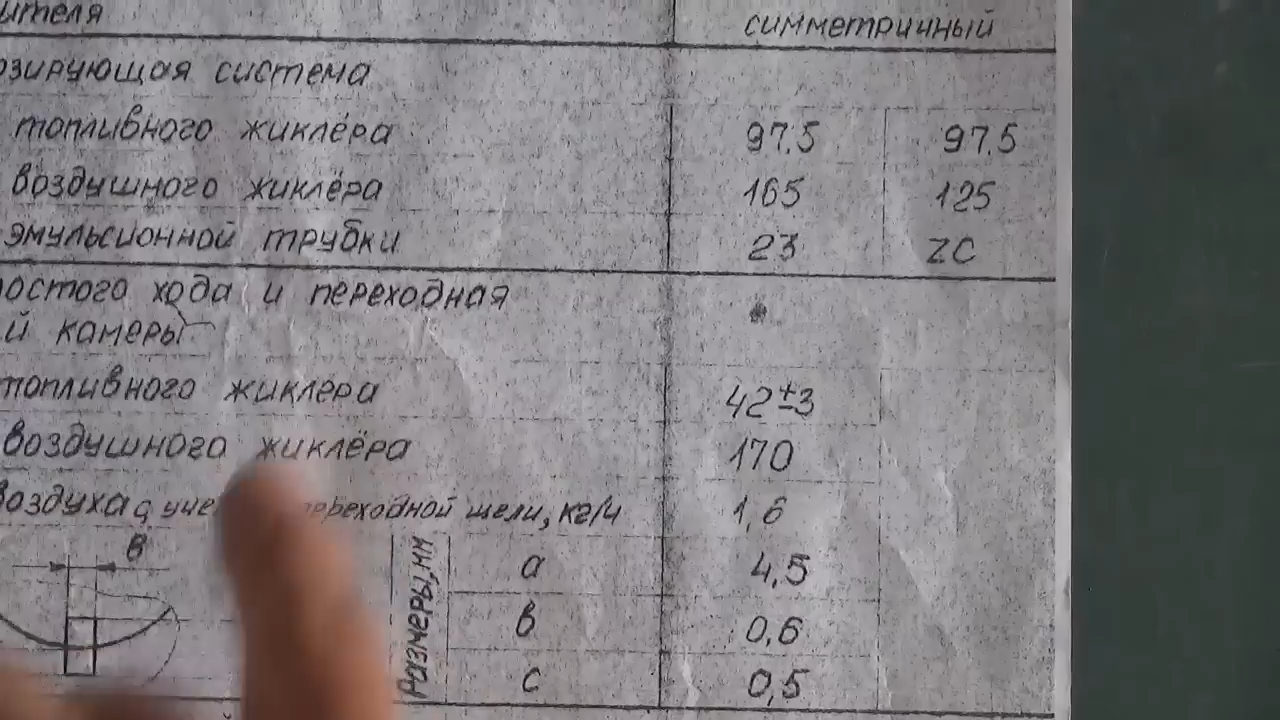 ителя симметричный
озирующая система
топливного жиклёра 97.5 97.5
воздушного жиклёра 165 125
эмульсионной трубки 23 ZC
остого хода и переходная
й камеры
топливного жиклера 42±3
воздушного жиклёра 170
воздуха с уче переходной щели, кг/ч 1,6
в
Размеры, мм
а 4,5
в 0,6
с 0,5